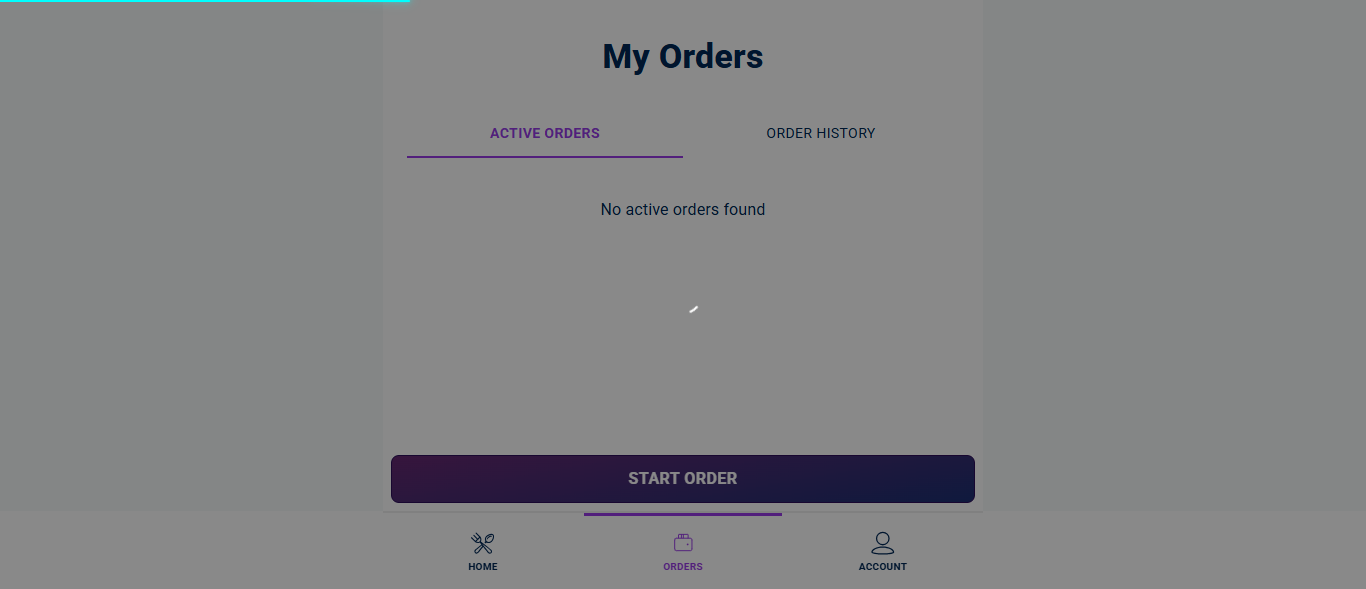 My Orders
ACTIVE ORDERS
ORDER HISTORY
No active orders found
START ORDER
HOME
ORDERS
ACCOUNT